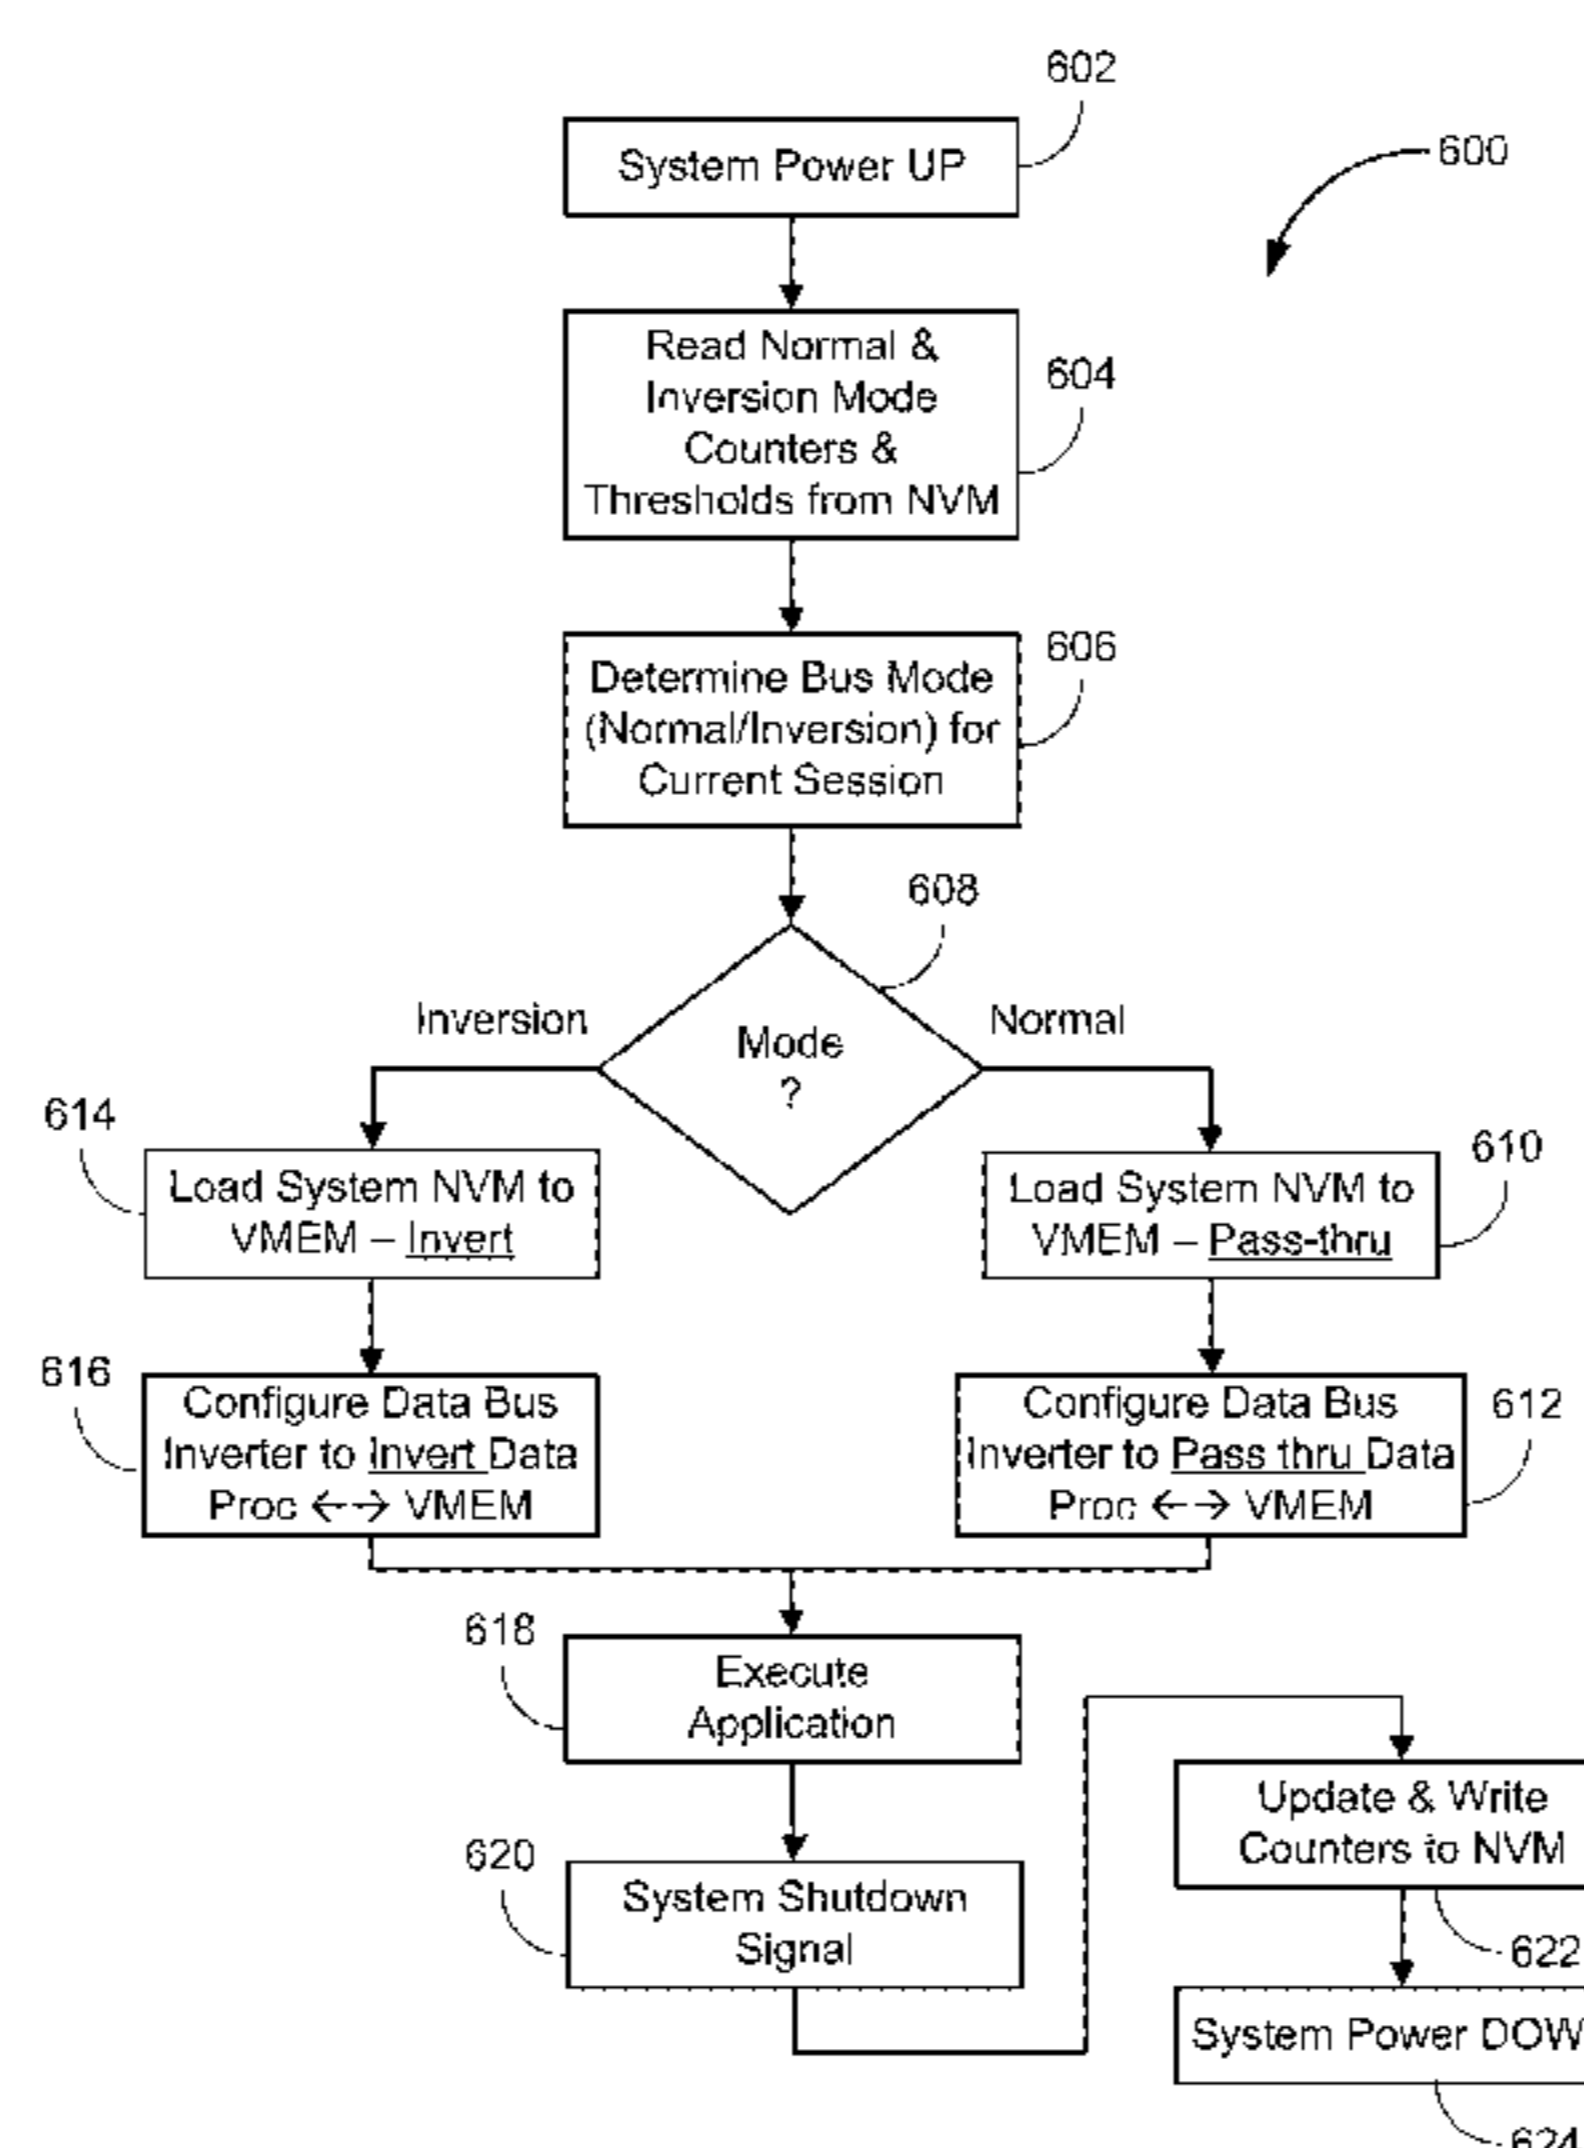 602
System Power UP
600
Read Normal &
Inversion Mode
Counters &
Thresholds from NVM
604
Determine Bus Mode
(Normal/Inversion) for
Current Session
606
608
Inversion
Mode
?
Normal
614
Load System NVM to
VMEM – Invert
610
Load System NVM to
VMEM – Pass-thru
616
Configure Data Bus
Inverter to Invert Data
Proc <--> VMEM
612
Configure Data Bus
Inverter to Pass thru Data
Proc <--> VMEM
618
Execute
Application
620
System Shutdown
Signal
Update & Write
Counters to NVM
622
System Power DOW
624